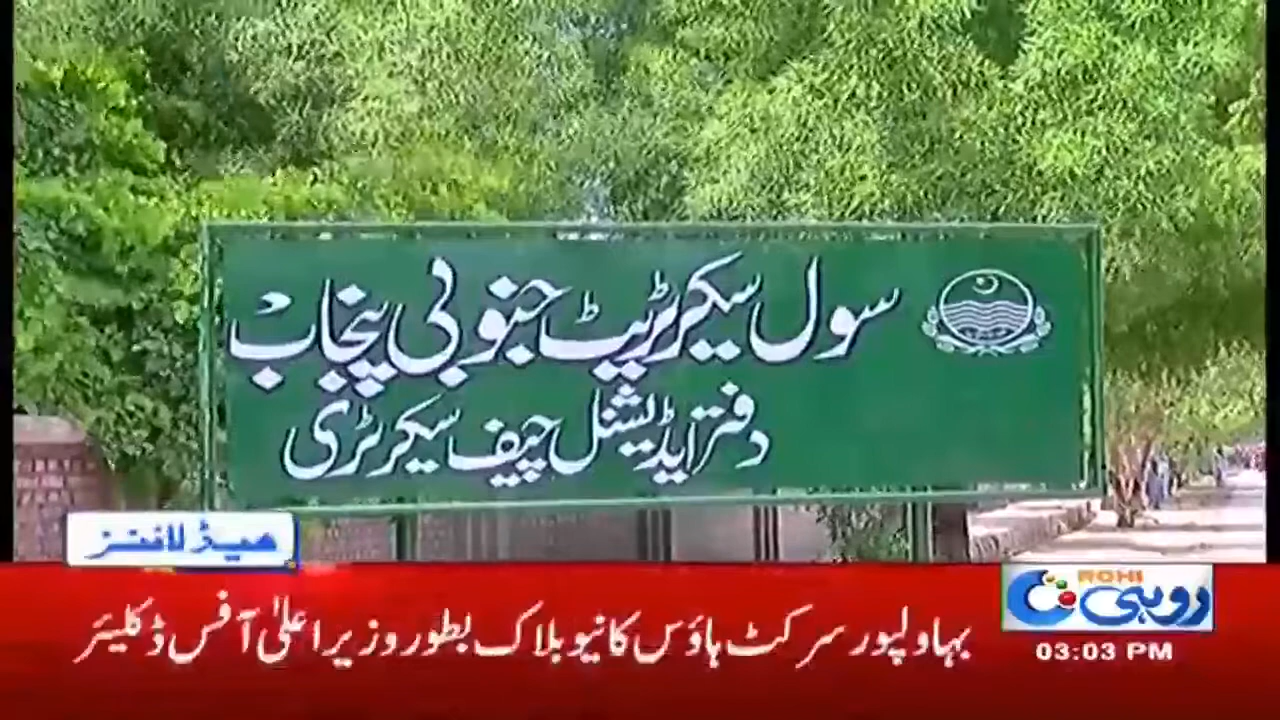 سول سیکرٹریٹ جنوبی پنجاب
دفتر ایڈیشنل چیف سیکرٹری
ھیڈ لائنز
بہاولپور سرکٹ ہاؤس کا نیو بلاک بطور وزیر اعلیٰ آفس ڈکلیئر
ROHI
روہی
03:03 PM